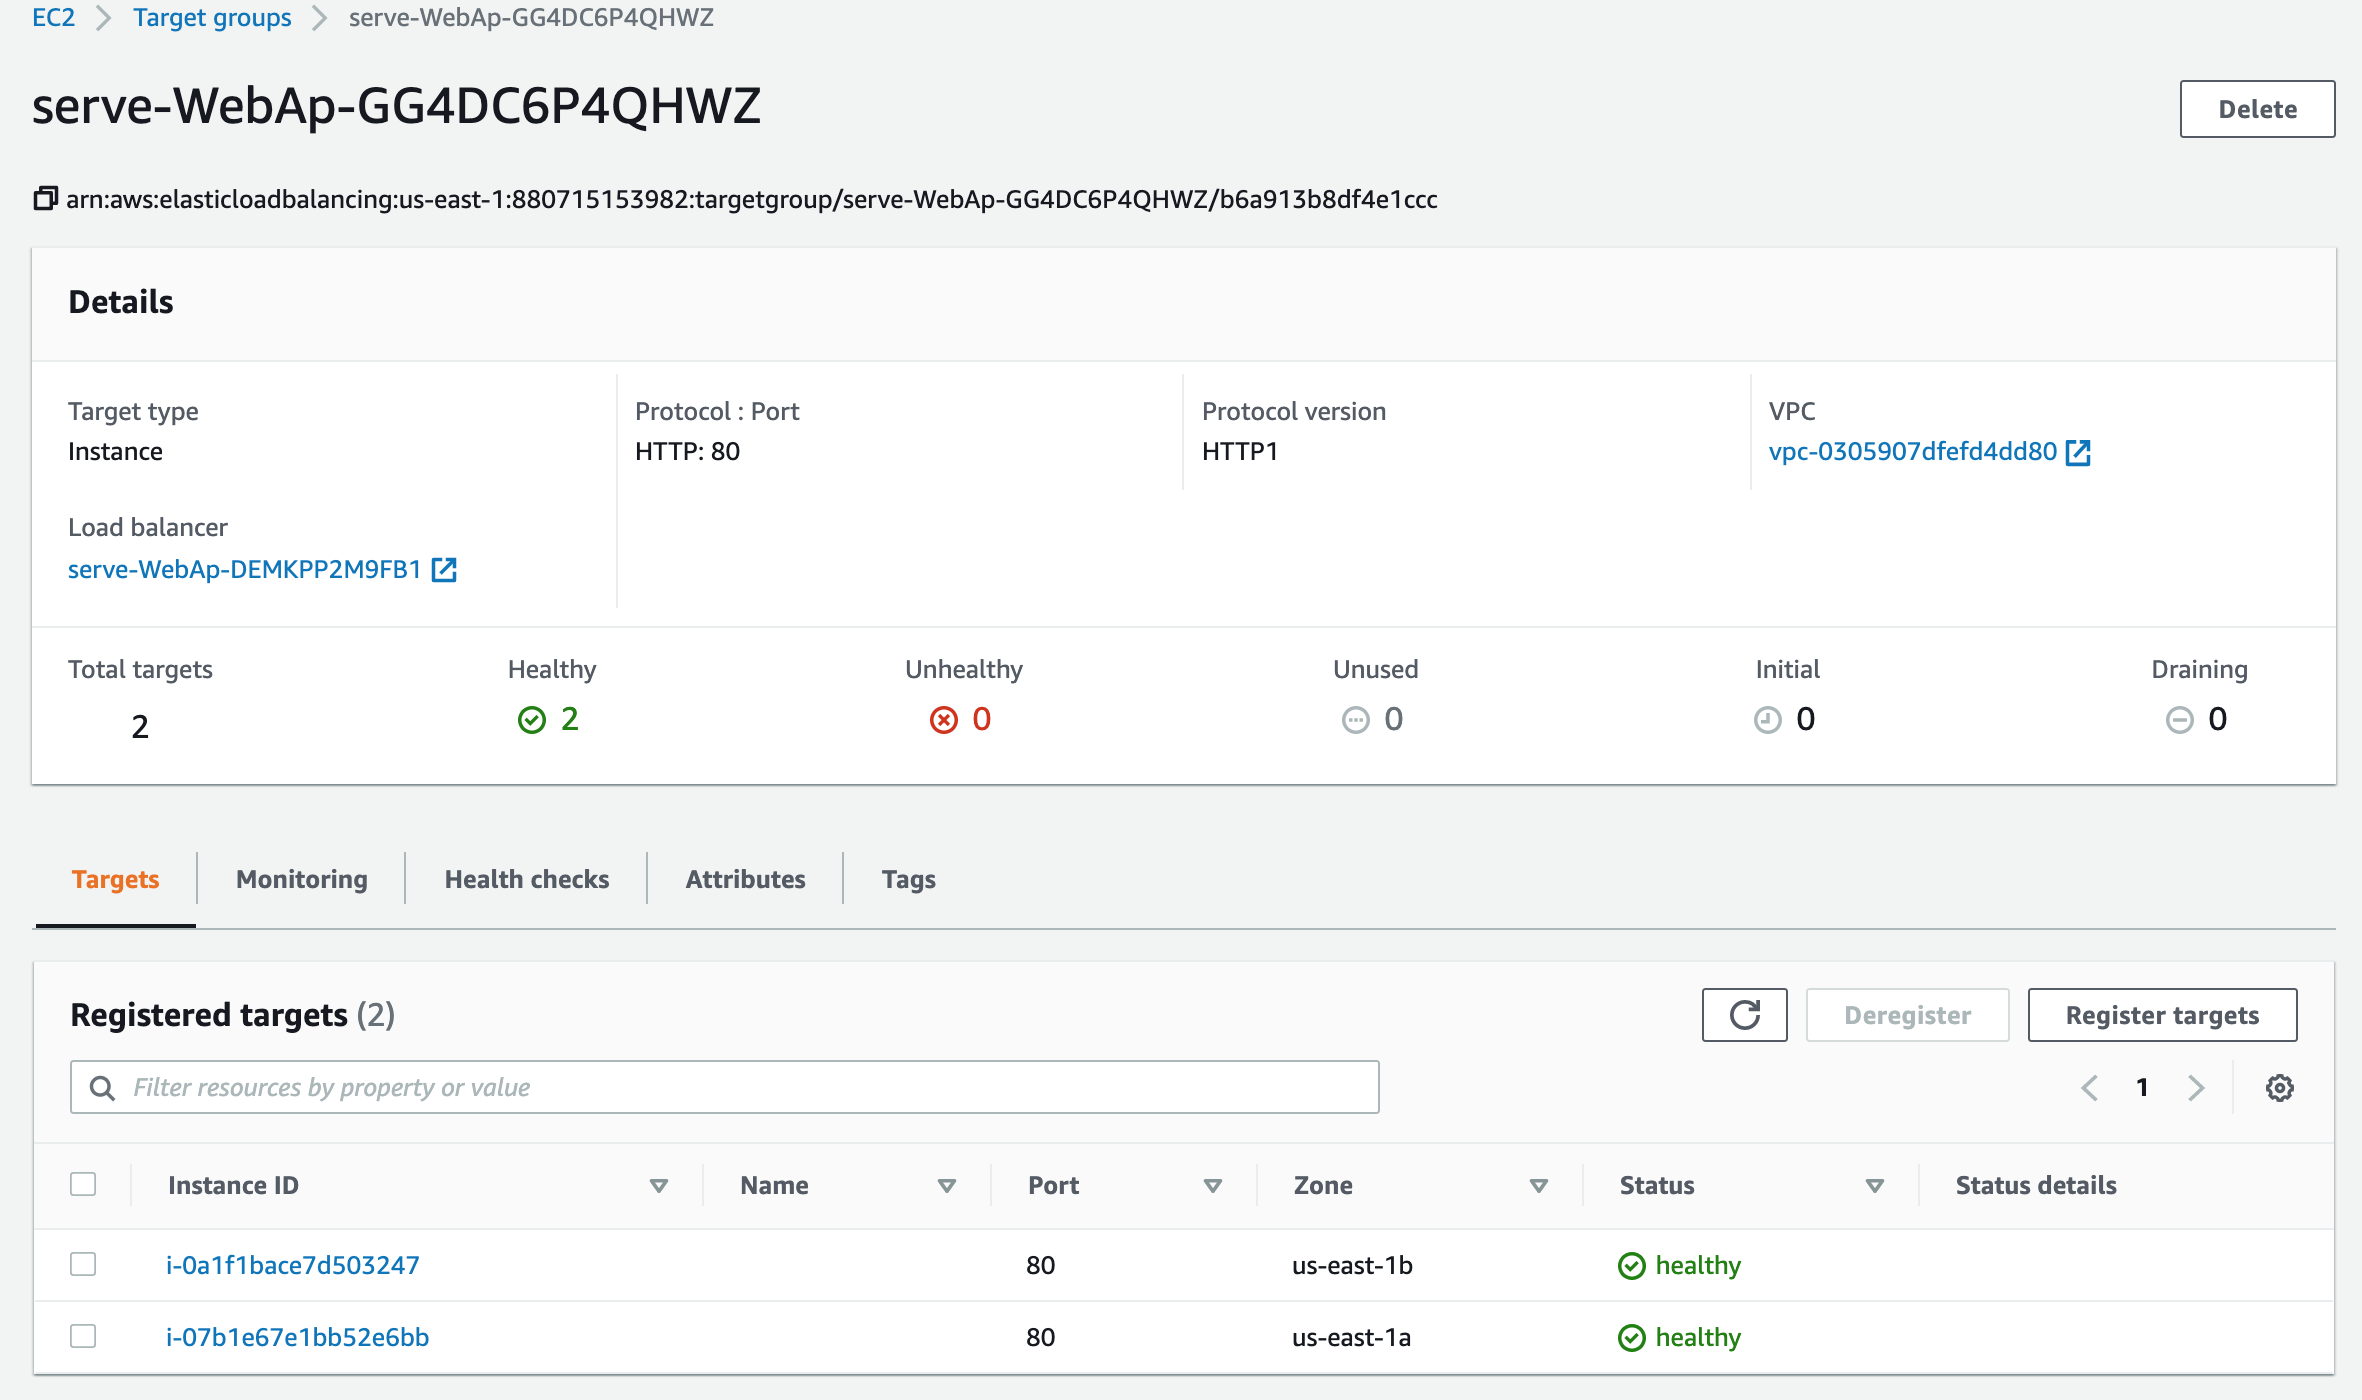 EC2 > Target groups > serve-WebAp-GG4DC6P4QHWZ
serve-WebAp-GG4DC6P4QHWZ
Delete
arn:aws:elasticloadbalancing:us-east-1:880715153982:targetgroup/serve-WebAp-GG4DC6P4QHWZ/b6a913b8df4e1ccc
Details
Target type
Instance
Protocol : Port
HTTP: 80
Protocol version
HTTP1
VPC
vpc-0305907dfefd4dd80
Load balancer
serve-WebAp-DEMKPP2M9FB1
Total targets
2
Healthy
2
Unhealthy
0
Unused
0
Initial
0
Draining
0
Targets
Monitoring
Health checks
Attributes
Tags
Registered targets (2)
Deregister
Register targets
Filter resources by property or value
1
Instance ID Name Port Zone Status Status details
i-0a1f1bace7d503247 80 us-east-1b healthy
i-07b1e67e1bb52e6bb 80 us-east-1a healthy